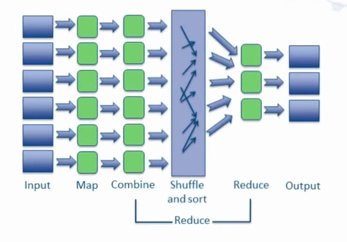 Input Map Combine Shuffle Reduce Output
and sort
Reduce